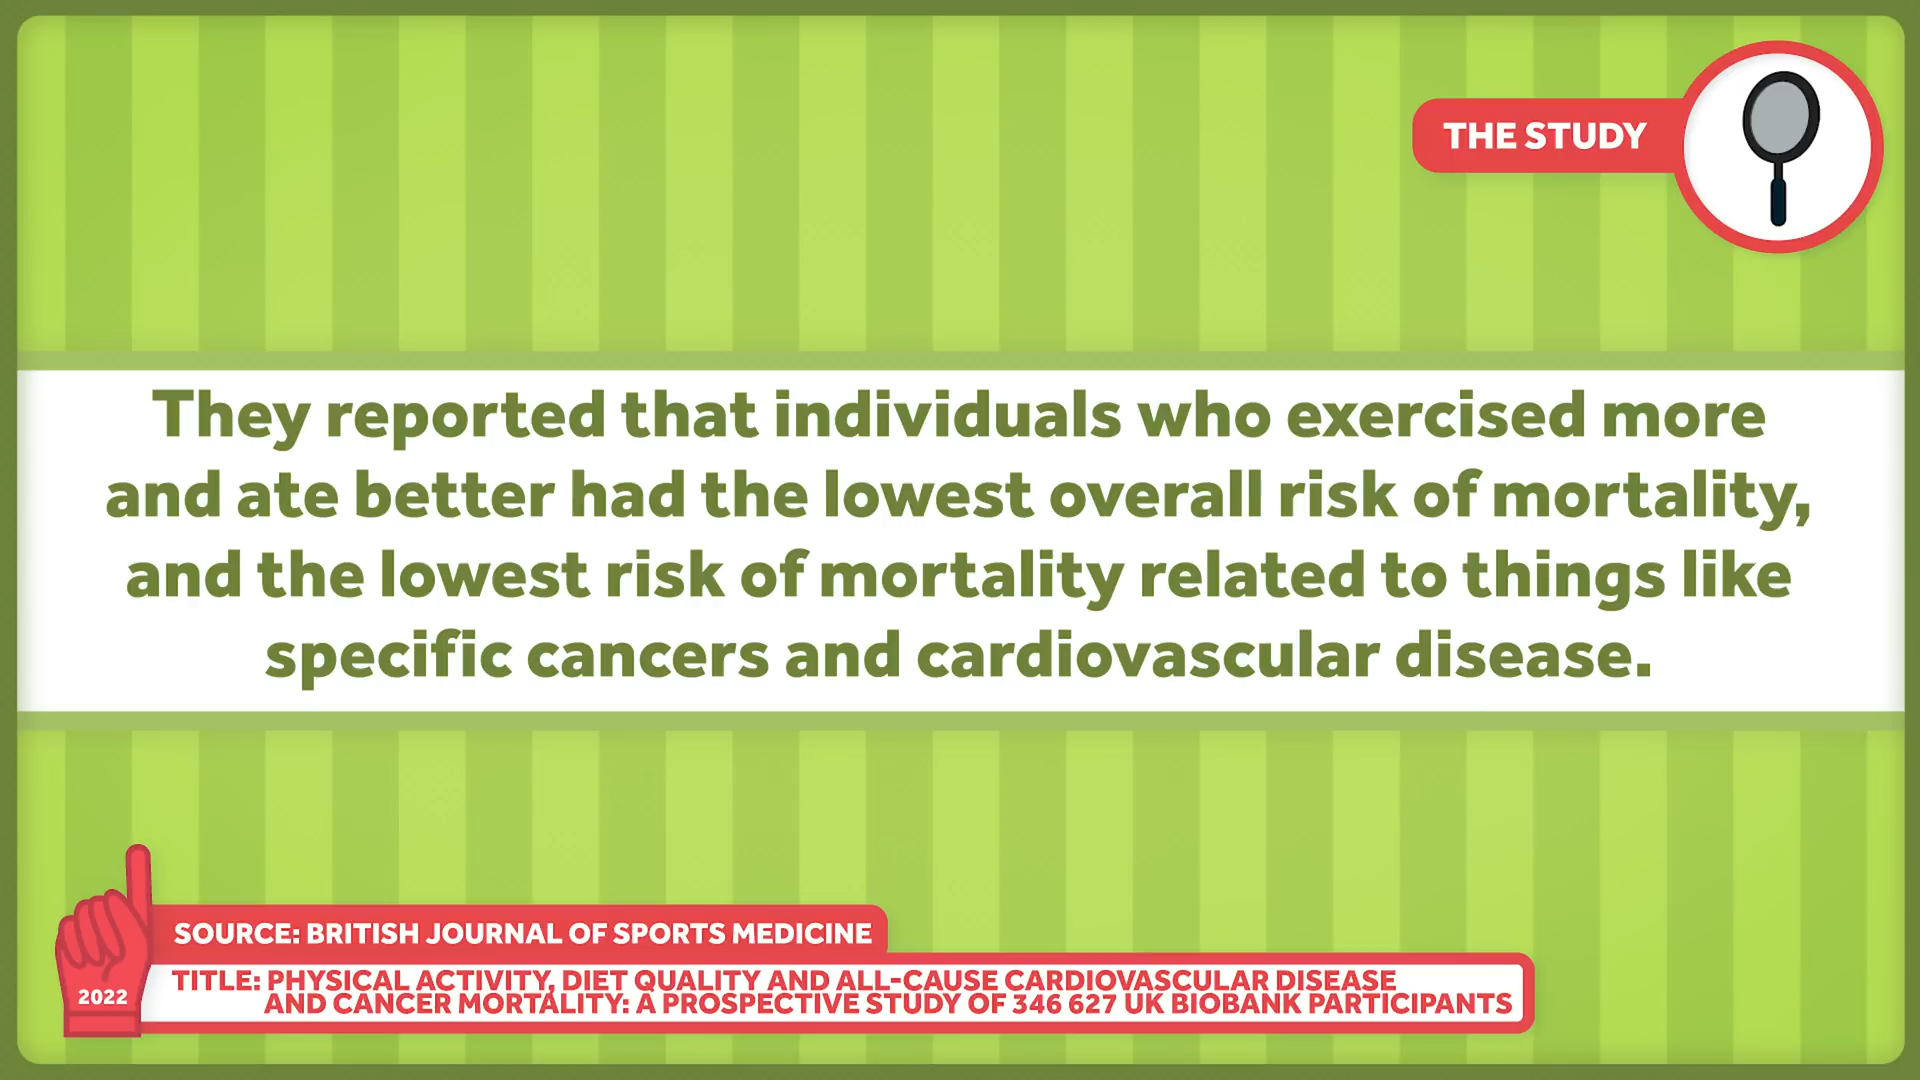 THE STUDY
They reported that individuals who exercised more
and ate better had the lowest overall risk of mortality,
and the lowest risk of mortality related to things like
specific cancers and cardiovascular disease.
SOURCE: BRITISH JOURNAL OF SPORTS MEDICINE
TITLE: PHYSICAL ACTIVITY, DIET QUALITY AND ALL-CAUSE CARDIOVASCULAR DISEASE
AND CANCER MORTALITY: A PROSPECTIVE STUDY OF 346 627 UK BIOBANK PARTICIPANTS
2022